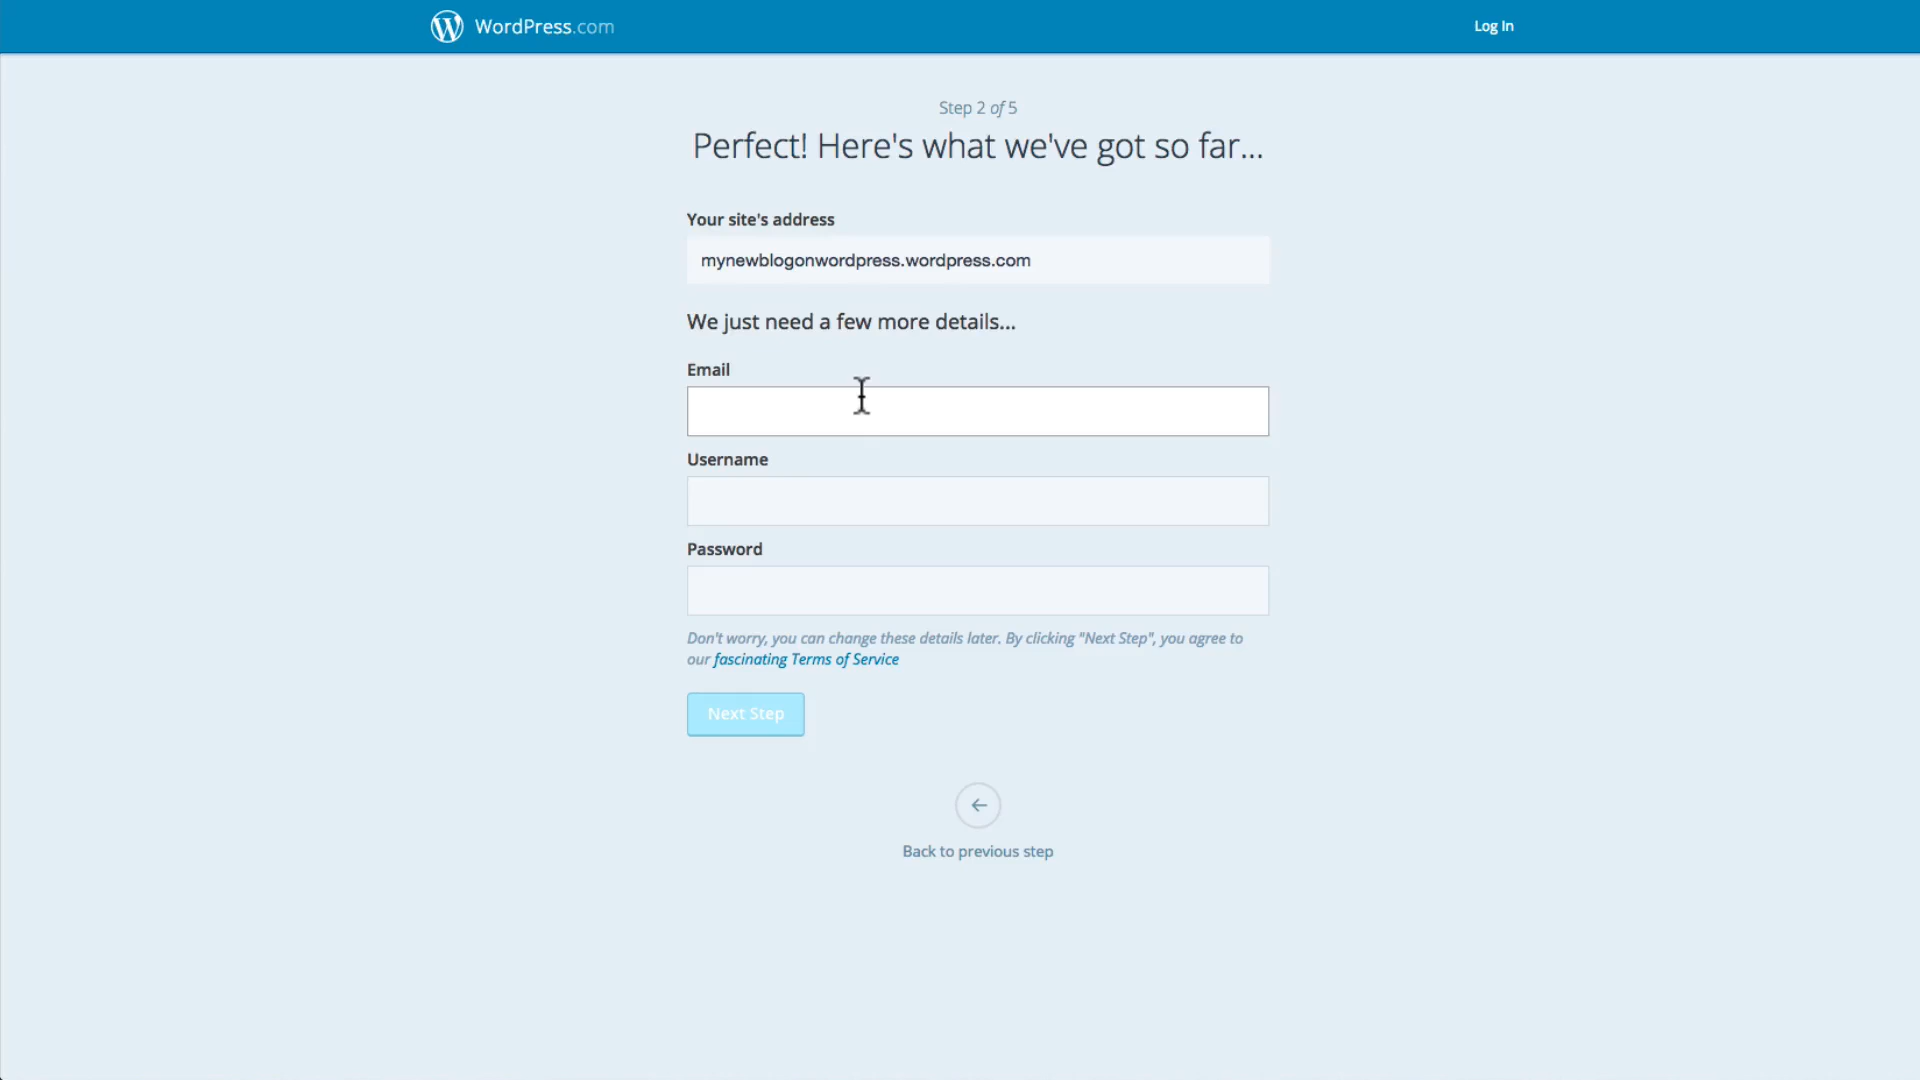 WordPress.com
Log In
Step 2 of 5
Perfect! Here's what we've got so far...
Your site's address
mynewblogonwordpress.wordpress.com
We just need a few more details...
Email
Username
Password
Don't worry, you can change these details later. By clicking "Next Step", you agree to
our fascinating Terms of Service
Next Step
Back to previous step